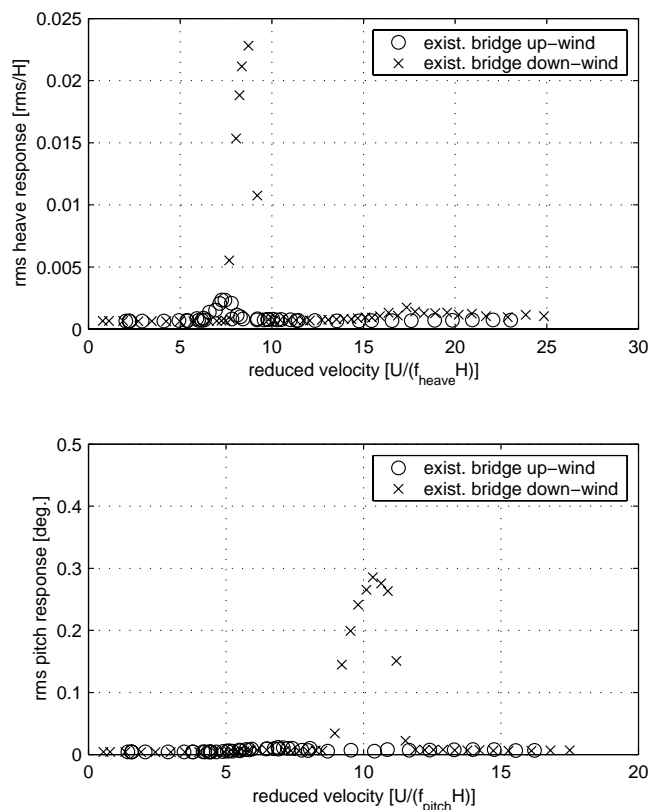 0.025
0.02
0.015
0.01
0.005
0
rms heave response [rms/H]
exist. bridge up−wind
exist. bridge down−wind
0 5 10 15 20 25 30
reduced velocity [U/(f_heave H)]
0.5
0.4
0.3
0.2
0.1
0
rms pitch response [deg.]
exist. bridge up−wind
exist. bridge down−wind
0 5 10 15 20
reduced velocity [U/(f_pitch H)]